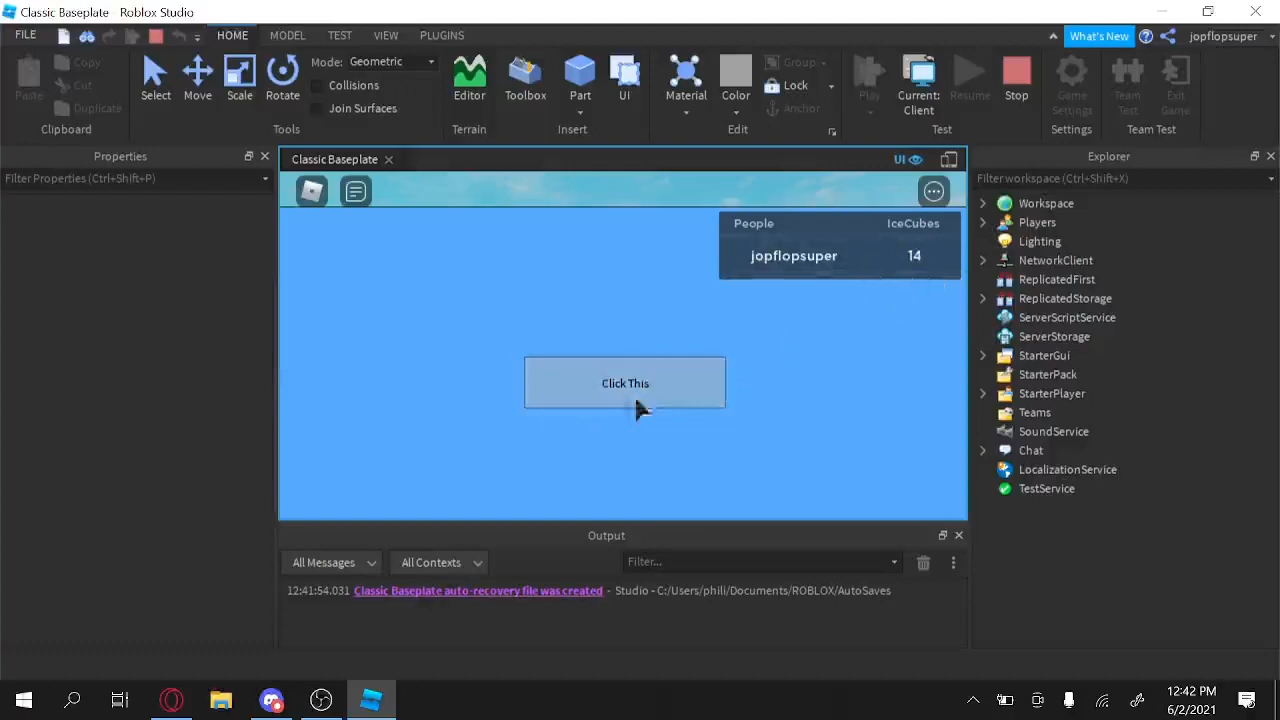 Classic Baseplate - Roblox Studio
FILE HOME MODEL TEST VIEW PLUGINS What's New jopflopsuper
Paste Copy Cut Duplicate
Clipboard
Select Move Scale Rotate Mode: Geometric
Collisions
Join Surfaces
Tools
Editor
Terrain
Toolbox Part UI
Insert
Material Color Group Lock Anchor
Edit
Play Current: Client Resume Stop
Test
Game Settings
Settings
Team Test Exit Game
Team Test
Properties
Filter Properties (Ctrl+Shift+P)
Classic Baseplate UI
People IceCubes
jopflopsuper 14
Click This
Output
All Messages All Contexts Filter...
12:41:54.031 Classic Baseplate auto-recovery file was created - Studio - C:/Users/phili/Documents/ROBLOX/AutoSaves
Explorer
Filter workspace (Ctrl+Shift+X)
Workspace
Players
Lighting
NetworkClient
ReplicatedFirst
ReplicatedStorage
ServerScriptService
ServerStorage
StarterGui
StarterPack
StarterPlayer
Teams
SoundService
Chat
LocalizationService
TestService
12:42 PM
6/2/2021